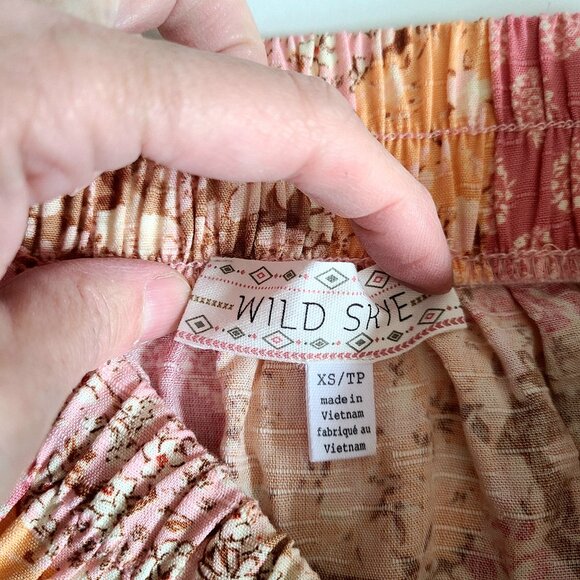 WILD SKYE
XS/TP
made in
Vietnam
fabriqué au
Vietnam